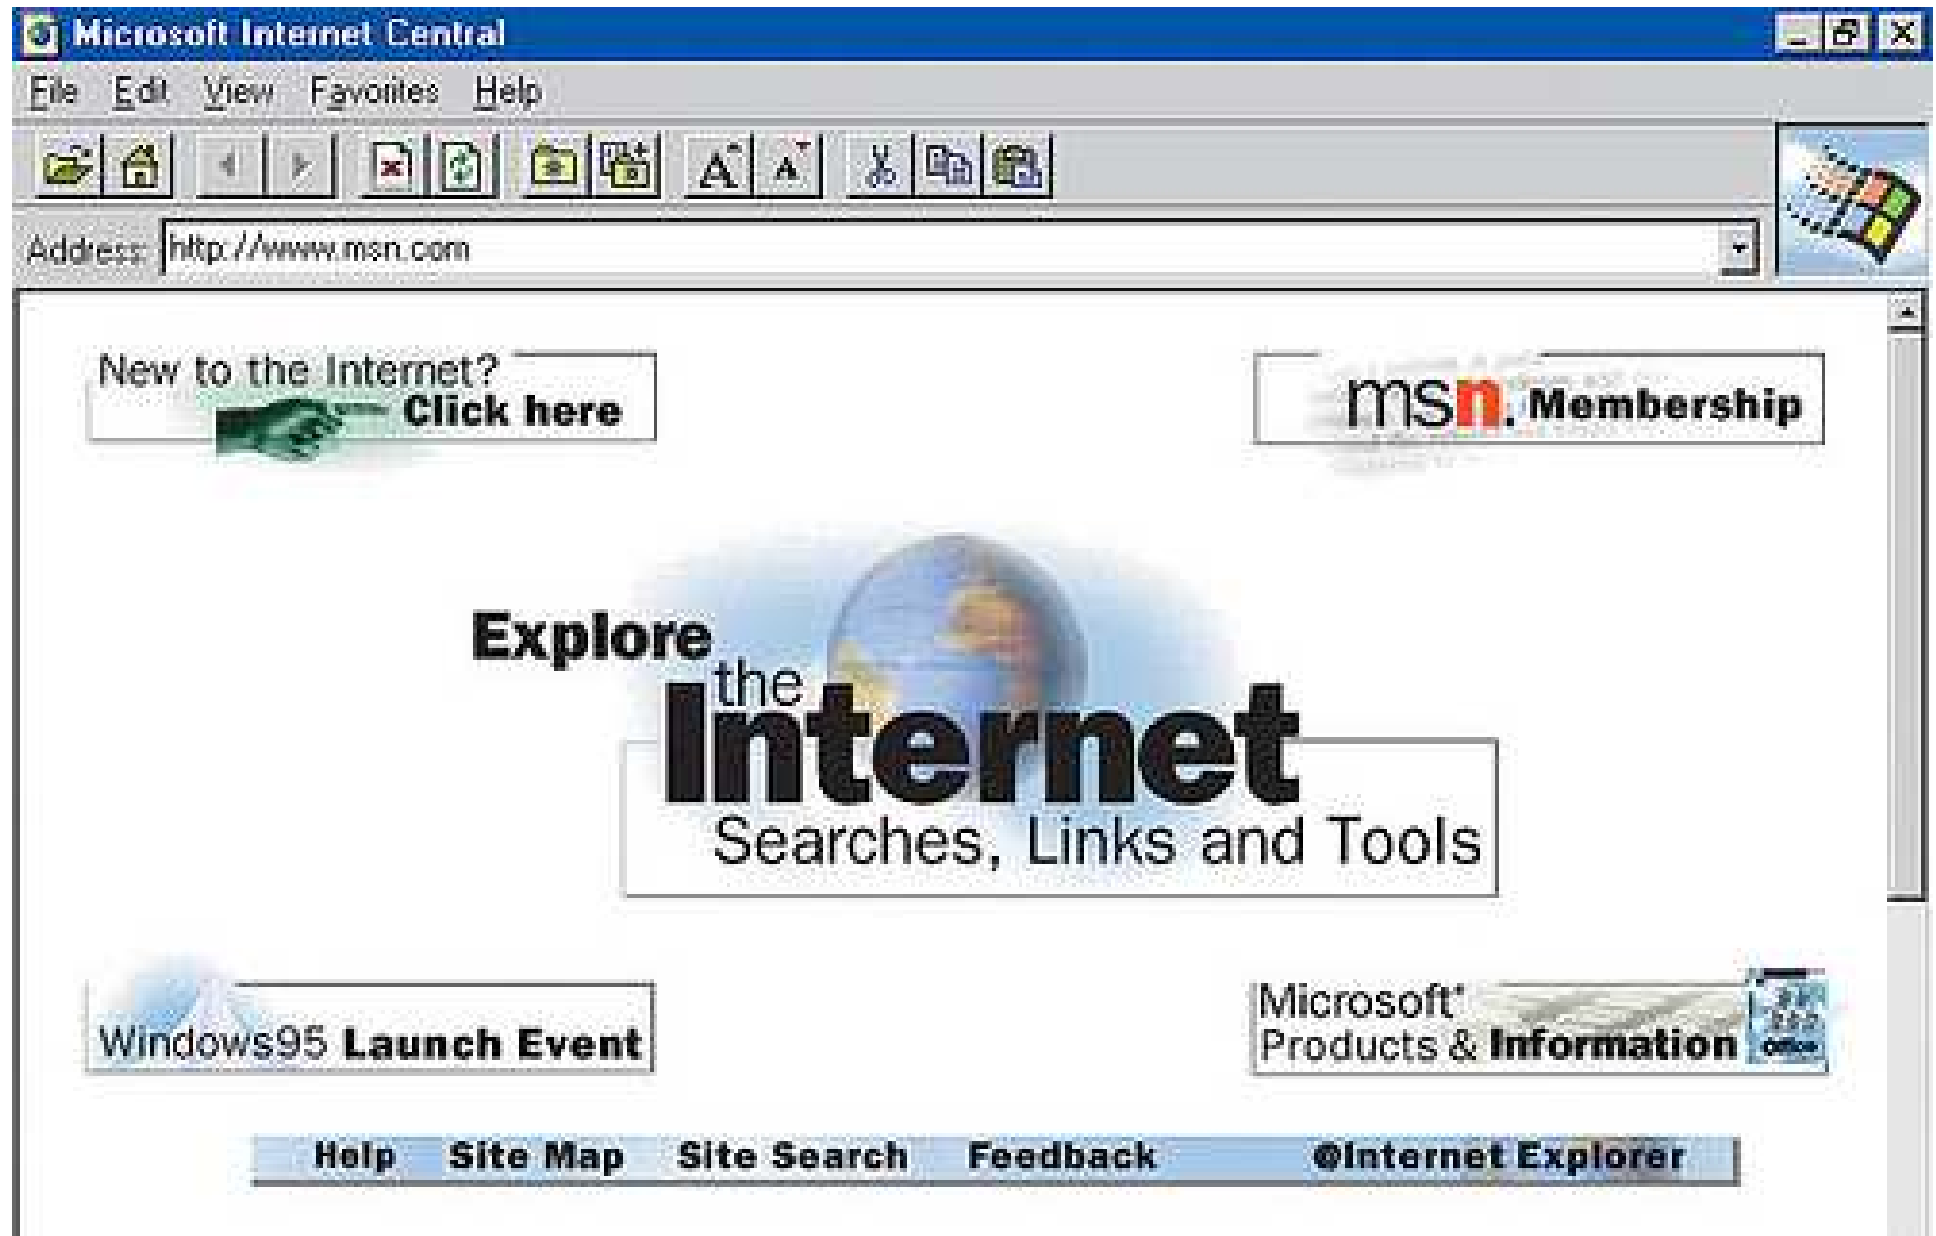 Microsoft Internet Central
File Edit View Favorites Help
A A
Address: http://www.msn.com
New to the Internet?
Click here
msn. Membership
Explore
the
Internet
Searches, Links and Tools
Windows95 Launch Event
Microsoft
Products & Information
Office
Help Site Map Site Search Feedback @Internet Explorer